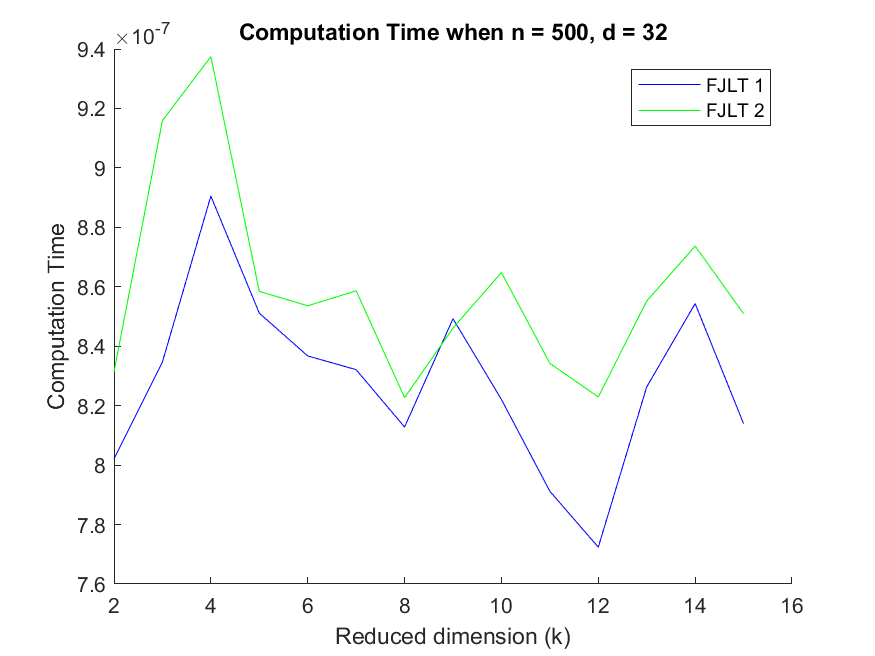 Computation Time when n = 500, d = 32
×10-7
FJLT 1
FJLT 2
9.4
9.2
9
8.8
8.6
8.4
8.2
8
7.8
7.6
Computation Time
2 4 6 8 10 12 14 16
Reduced dimension (k)